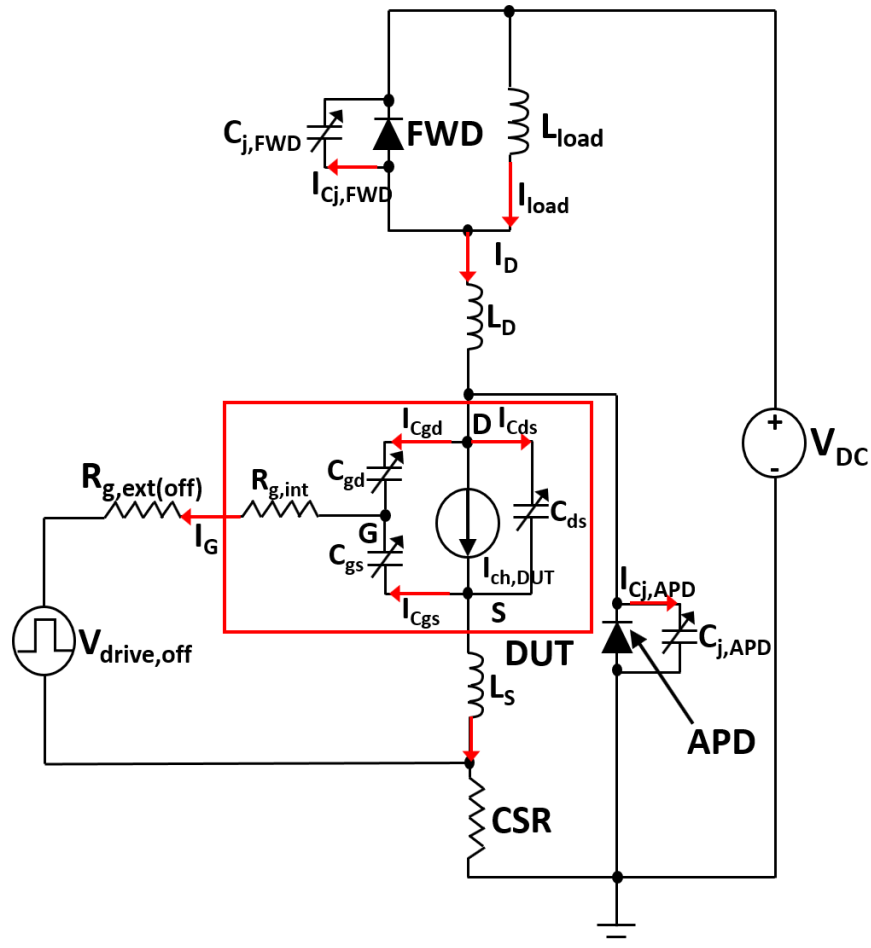 Cj,FWD
FWD
Lload
ICj,FWD
Iload
ID
LD
+
-
VDC
ICgd
D
ICds
Cgd
Rg,ext(off)
Rg,int
Cds
IG
G
Cgs
Ich,DUT
ICgs
S
ICj,APD
Cj,APD
Vdrive,off
DUT
LS
APD
CSR